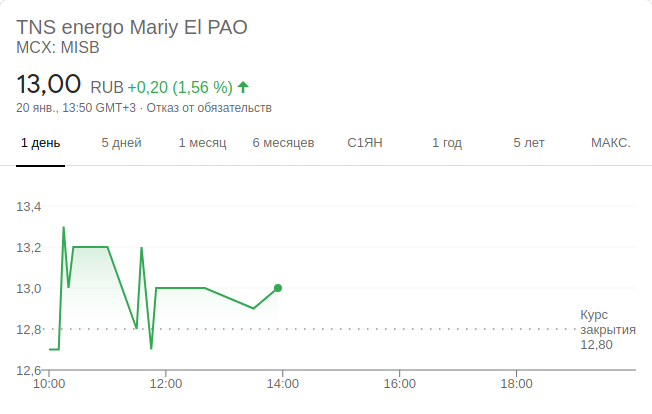 TNS energo Mariy El PAO
MCX: MISB
13,00 RUB +0,20 (1,56 %)
20 янв., 13:50 GMT+3 · Отказ от обязательств
1 день 5 дней 1 месяц 6 месяцев С1ЯН 1 год 5 лет МАКС.
13,4
13,2
13,0
12,8
12,6
Курс
закрытия
12,80
10:00 12:00 14:00 16:00 18:00